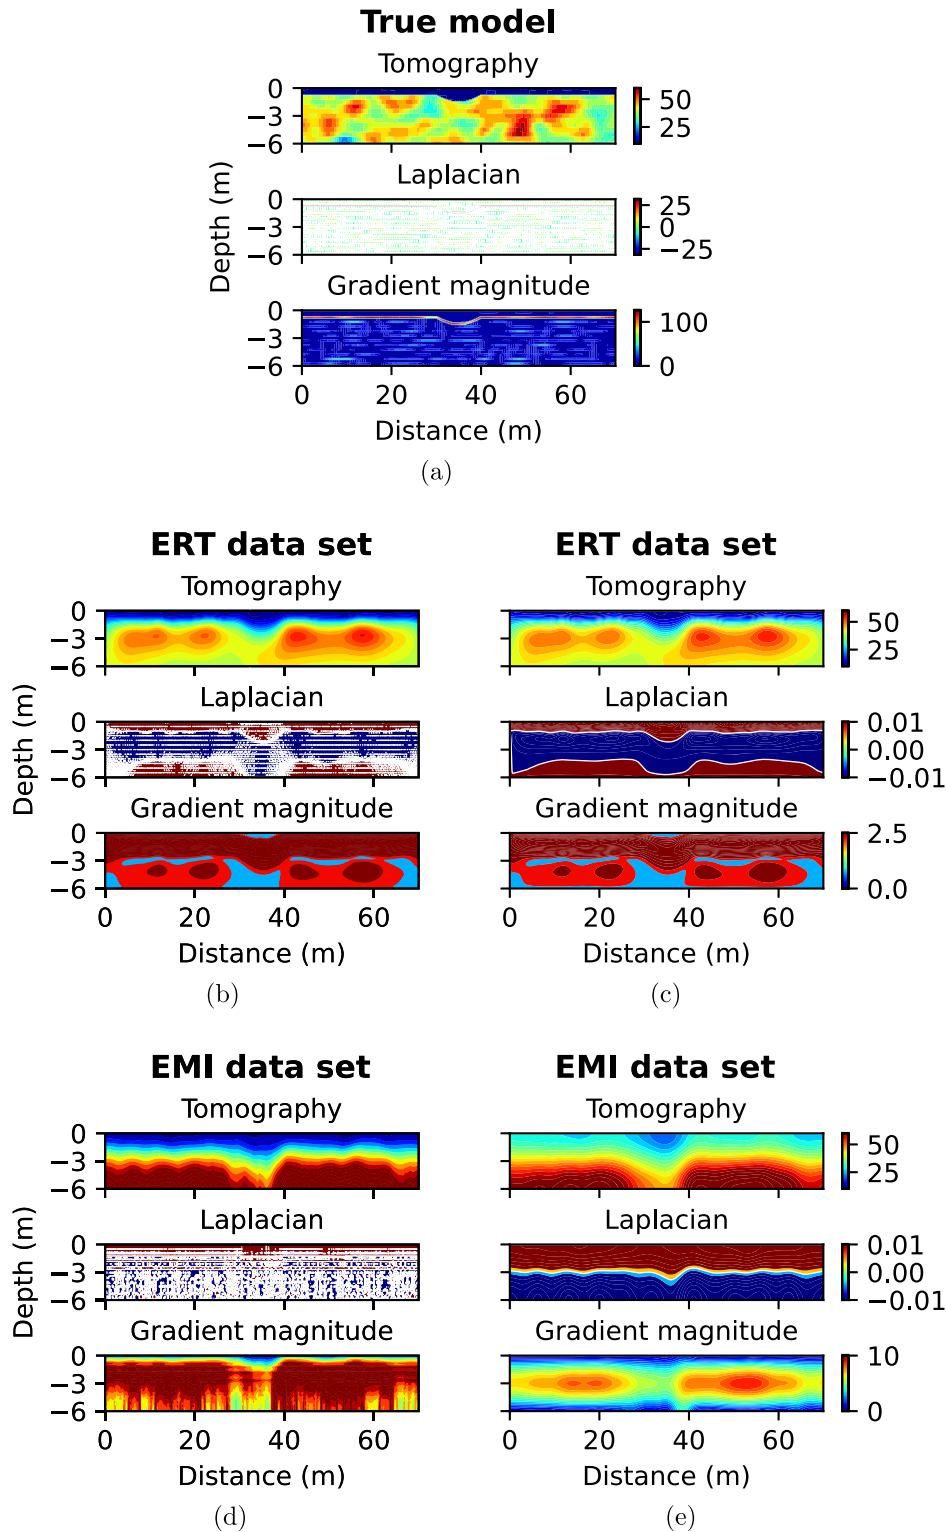 True model
Tomography
0
−3
−6
50
25
Laplacian
0
−3
−6
25
0
−25
Depth (m)
Gradient magnitude
0
−3
−6
100
0
0 20 40 60
Distance (m)
(a)
ERT data set
Tomography
0
−3
−6
Laplacian
0
−3
−6
Depth (m)
Gradient magnitude
0
−3
−6
0 20 40 60
Distance (m)
(b)
ERT data set
Tomography
50
25
Laplacian
0.01
0.00
−0.01
Gradient magnitude
2.5
0.0
0 20 40 60
Distance (m)
(c)
EMI data set
Tomography
0
−3
−6
Laplacian
0
−3
−6
Depth (m)
Gradient magnitude
0
−3
−6
0 20 40 60
Distance (m)
(d)
EMI data set
Tomography
50
25
Laplacian
0.01
0.00
−0.01
Gradient magnitude
10
0
0 20 40 60
Distance (m)
(e)